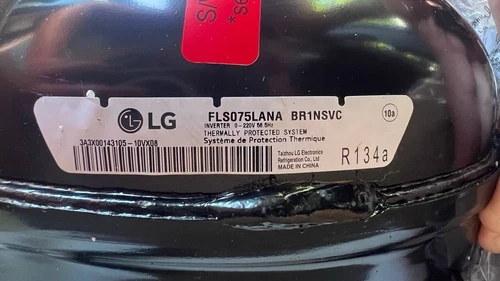 S/
LG
FLS075LANA BR1NSVC
10a
INVERTER 0-220V 56.5Hz
THERMALLY PROTECTED SYSTEM
Système de Protection Thermique
3A3X00143105-10VX08
Taizhou LG Electronics
Refrigeration Co., Ltd
MADE IN CHINA
R134a